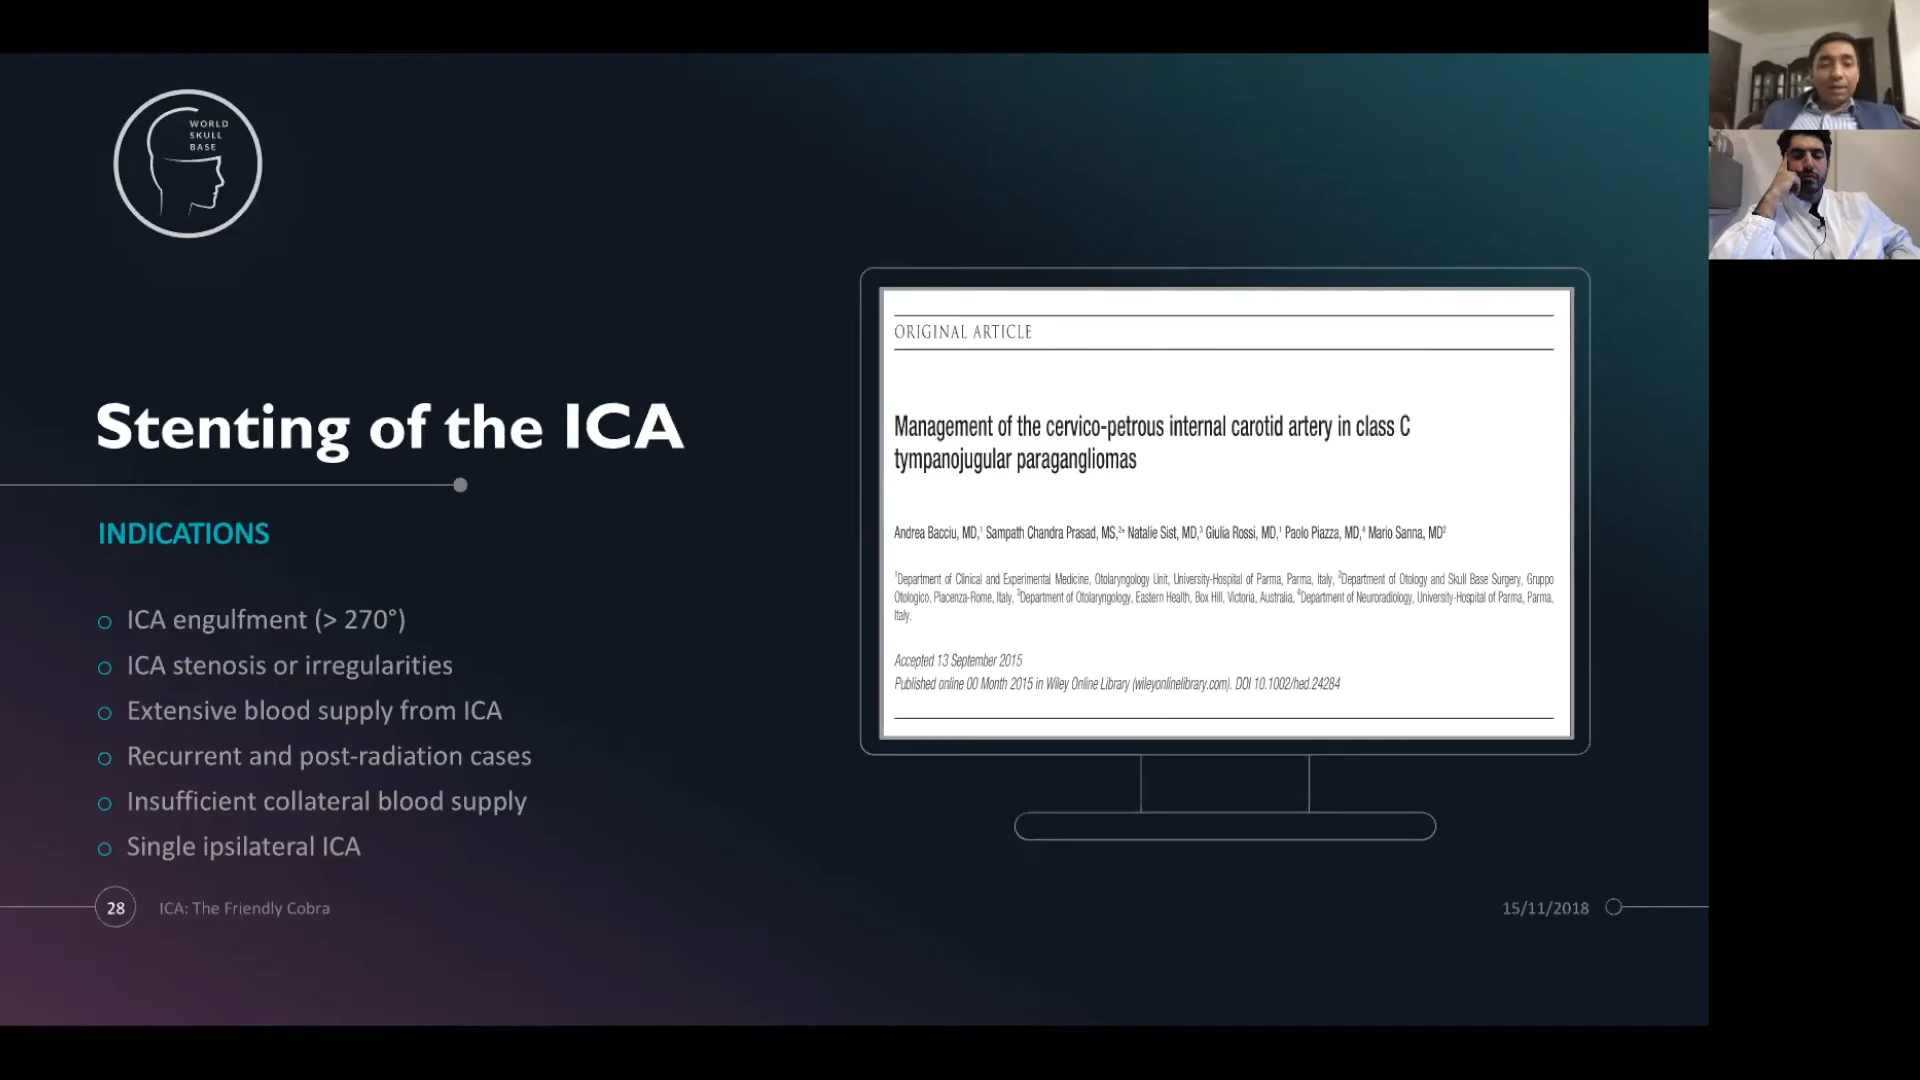 WORLD
SKULL
BASE
Stenting of the ICA
INDICATIONS
ICA engulfment (> 270°)
ICA stenosis or irregularities
Extensive blood supply from ICA
Recurrent and post-radiation cases
Insufficient collateral blood supply
Single ipsilateral ICA
28
ICA: The Friendly Cobra
ORIGINAL ARTICLE
Management of the cervico-petrous internal carotid artery in class C
tympanojugular paragangliomas
Andrea Bacciu, MD,¹ Sampath Chandra Prasad, MS,²* Natalie Sist, MD,³ Giulia Rossi, MD,¹ Paolo Piazza, MD,⁴ Mario Sanna, MD²
¹Department of Clinical and Experimental Medicine, Otolaryngology Unit, University-Hospital of Parma, Parma, Italy, ²Department of Otology and Skull Base Surgery, Gruppo
Otologico, Piacenza-Rome, Italy, ³Department of Otolaryngology, Eastern Health, Box Hill, Victoria, Australia, ⁴Department of Neuroradiology, University-Hospital of Parma, Parma,
Italy.
Accepted 13 September 2015
Published online 00 Month 2015 in Wiley Online Library (wileyonlinelibrary.com). DOI 10.1002/hed.24284
15/11/2018